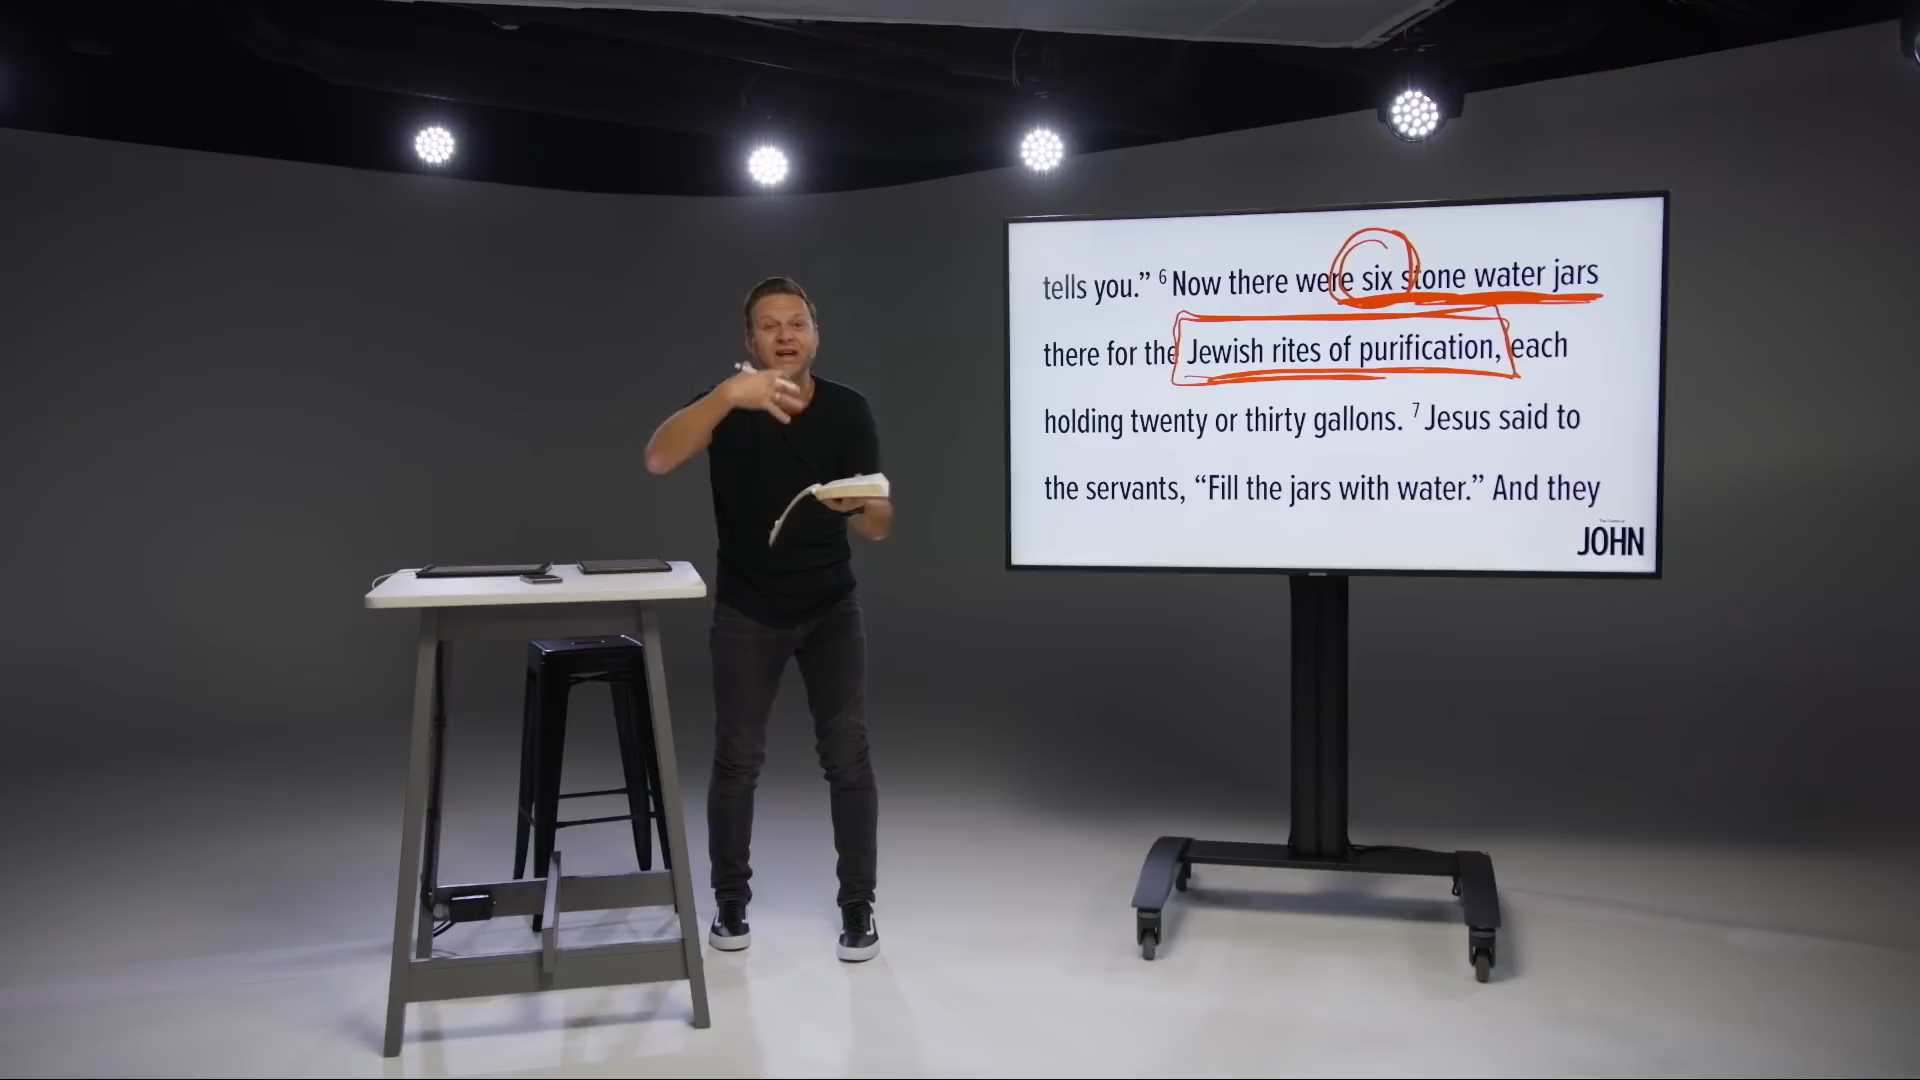 tells you.” ⁶ Now there were six stone water jars
there for the Jewish rites of purification, each
holding twenty or thirty gallons. ⁷ Jesus said to
the servants, “Fill the jars with water.” And they
JOHN